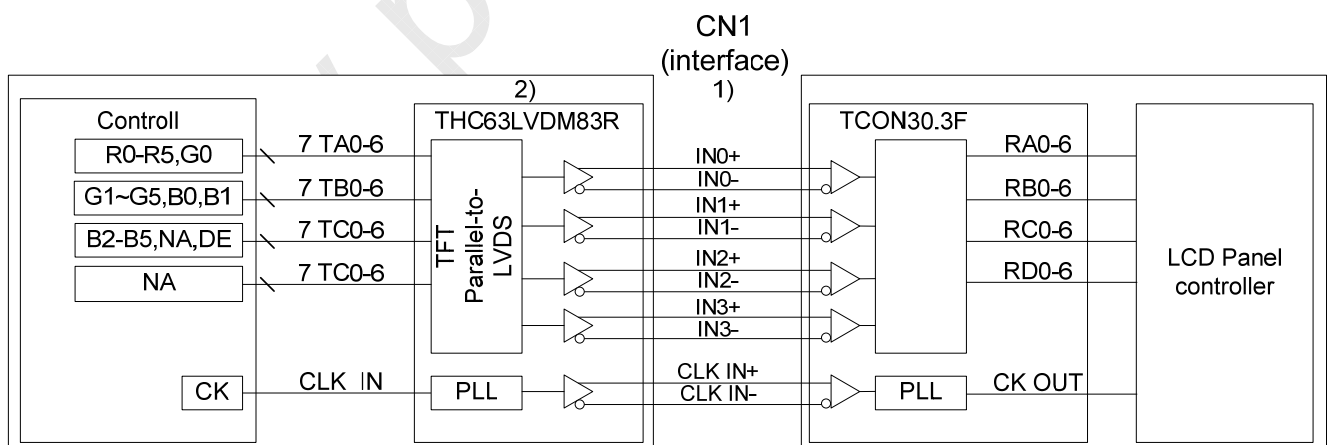 CN1
(interface)
1)
2)
Controll
R0-R5,G0
G1~G5,B0,B1
B2-B5,NA,DE
NA
CK
7 TA0-6
7 TB0-6
7 TC0-6
7 TC0-6
CLK IN
THC63LVDM83R
TFT
Parallel-to-
LVDS
PLL
IN0+
IN0-
IN1+
IN1-
IN2+
IN2-
IN3+
IN3-
CLK IN+
CLK IN-
TCON30.3F
PLL
RA0-6
RB0-6
RC0-6
RD0-6
CK OUT
LCD Panel
controller